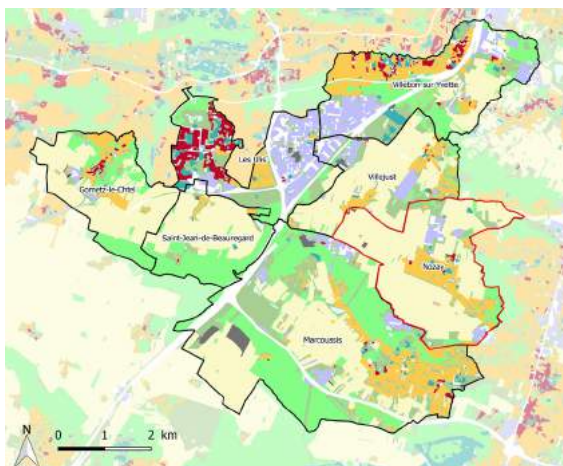 Villebon-sur-Yvette
Les Ulis
Villejust
Gometz-le-Châtel
Saint-Jean-de-Beauregard
Nozay
Marcoussis
N
0 1 2 km